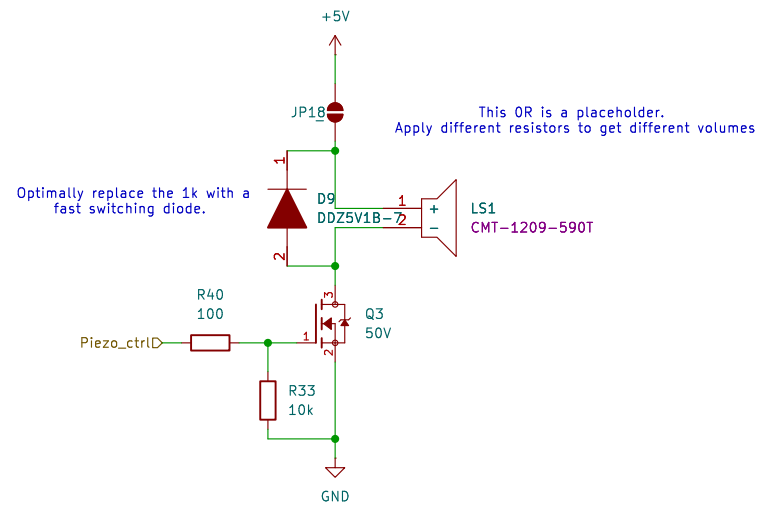 +5V
JP18
This 0R is a placeholder.
Apply different resistors to get different volumes
1
Optimally replace the 1k with a
fast switching diode.
D9
DDZ5V1B-7
1
+
2
-
LS1
CMT-1209-590T
2
R40
100
3
Q3
50V
Piezo_ctrl
1
2
R33
10k
GND